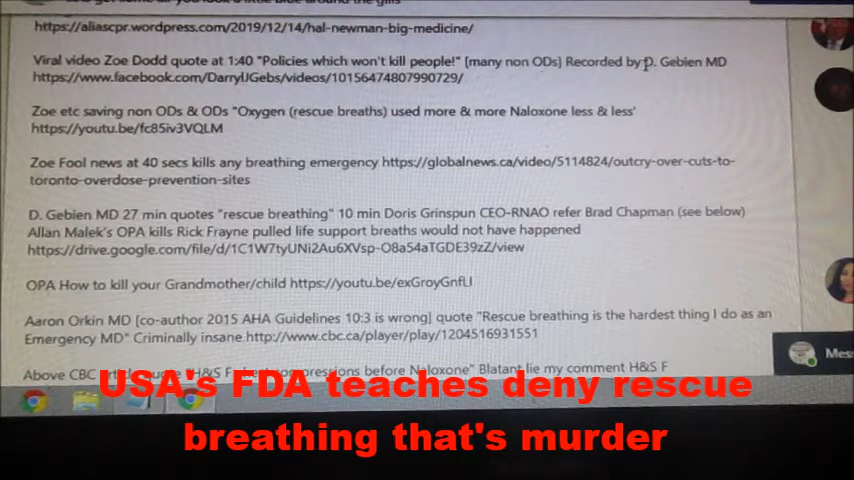 https://aliascpr.wordpress.com/2019/12/14/hal-newman-big-medicine/
Viral video Zoe Dodd quote at 1:40 "Policies which won't kill people!" [many non ODs] Recorded by D. Gebien MD
https://www.facebook.com/DarrylJGebs/videos/10156474807990729/
Zoe etc saving non ODs & ODs "Oxygen (rescue breaths) used more & more Naloxone less & less'
https://youtu.be/fc85iv3VQLM
Zoe Fool news at 40 secs kills any breathing emergency https://globalnews.ca/video/5114824/outcry-over-cuts-to-
toronto-overdose-prevention-sites
D. Gebien MD 27 min quotes "rescue breathing" 10 min Doris Grinspun CEO-RNAO refer Brad Chapman (see below)
Allan Malek's OPA kills Rick Frayne pulled life support breaths would not have happened
https://drive.google.com/file/d/1C1W7tyUNi2Au6XVsp-O8a54aTGDE39zZ/view
OPA How to kill your Grandmother/child https://youtu.be/exGroyGnfLI
Aaron Orkin MD [co-author 2015 AHA Guidelines 10:3 is wrong] quote "Rescue breathing is the hardest thing I do as an
Emergency MD" Criminally insane http://www.cbc.ca/player/play/1204516931551
Above CBC before Naloxone" Blatant lie my comment H&S F
Mes
USA's FDA teaches deny rescue
breathing that's murder